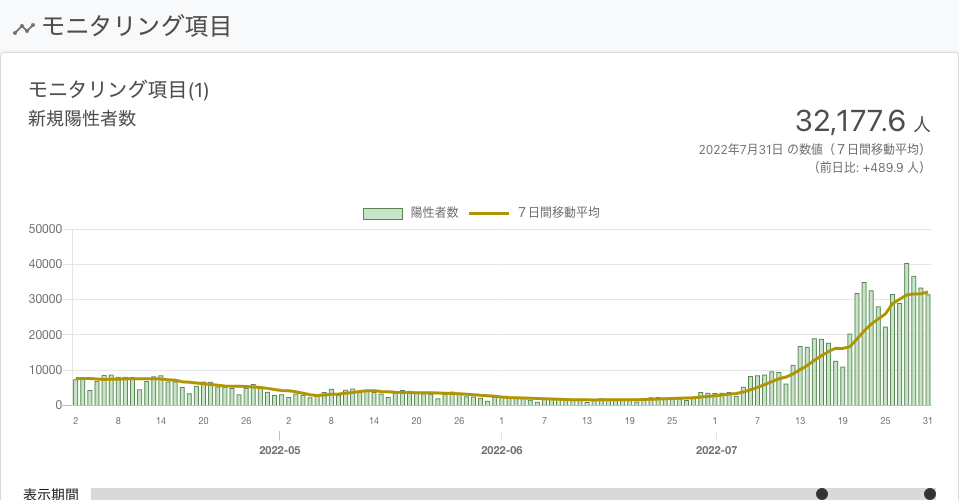 モニタリング項目
モニタリング項目(1)
新規陽性者数
32,177.6 人
2022年7月31日 の数値（７日間移動平均）
（前日比: +489.9 人）
陽性者数 ７日間移動平均
50000
40000
30000
20000
10000
0
2 8 14 20 26 2 8 14 20 26 1 7 13 19 25 1 7 13 19 25 31
2022-05 2022-06 2022-07
表示期間